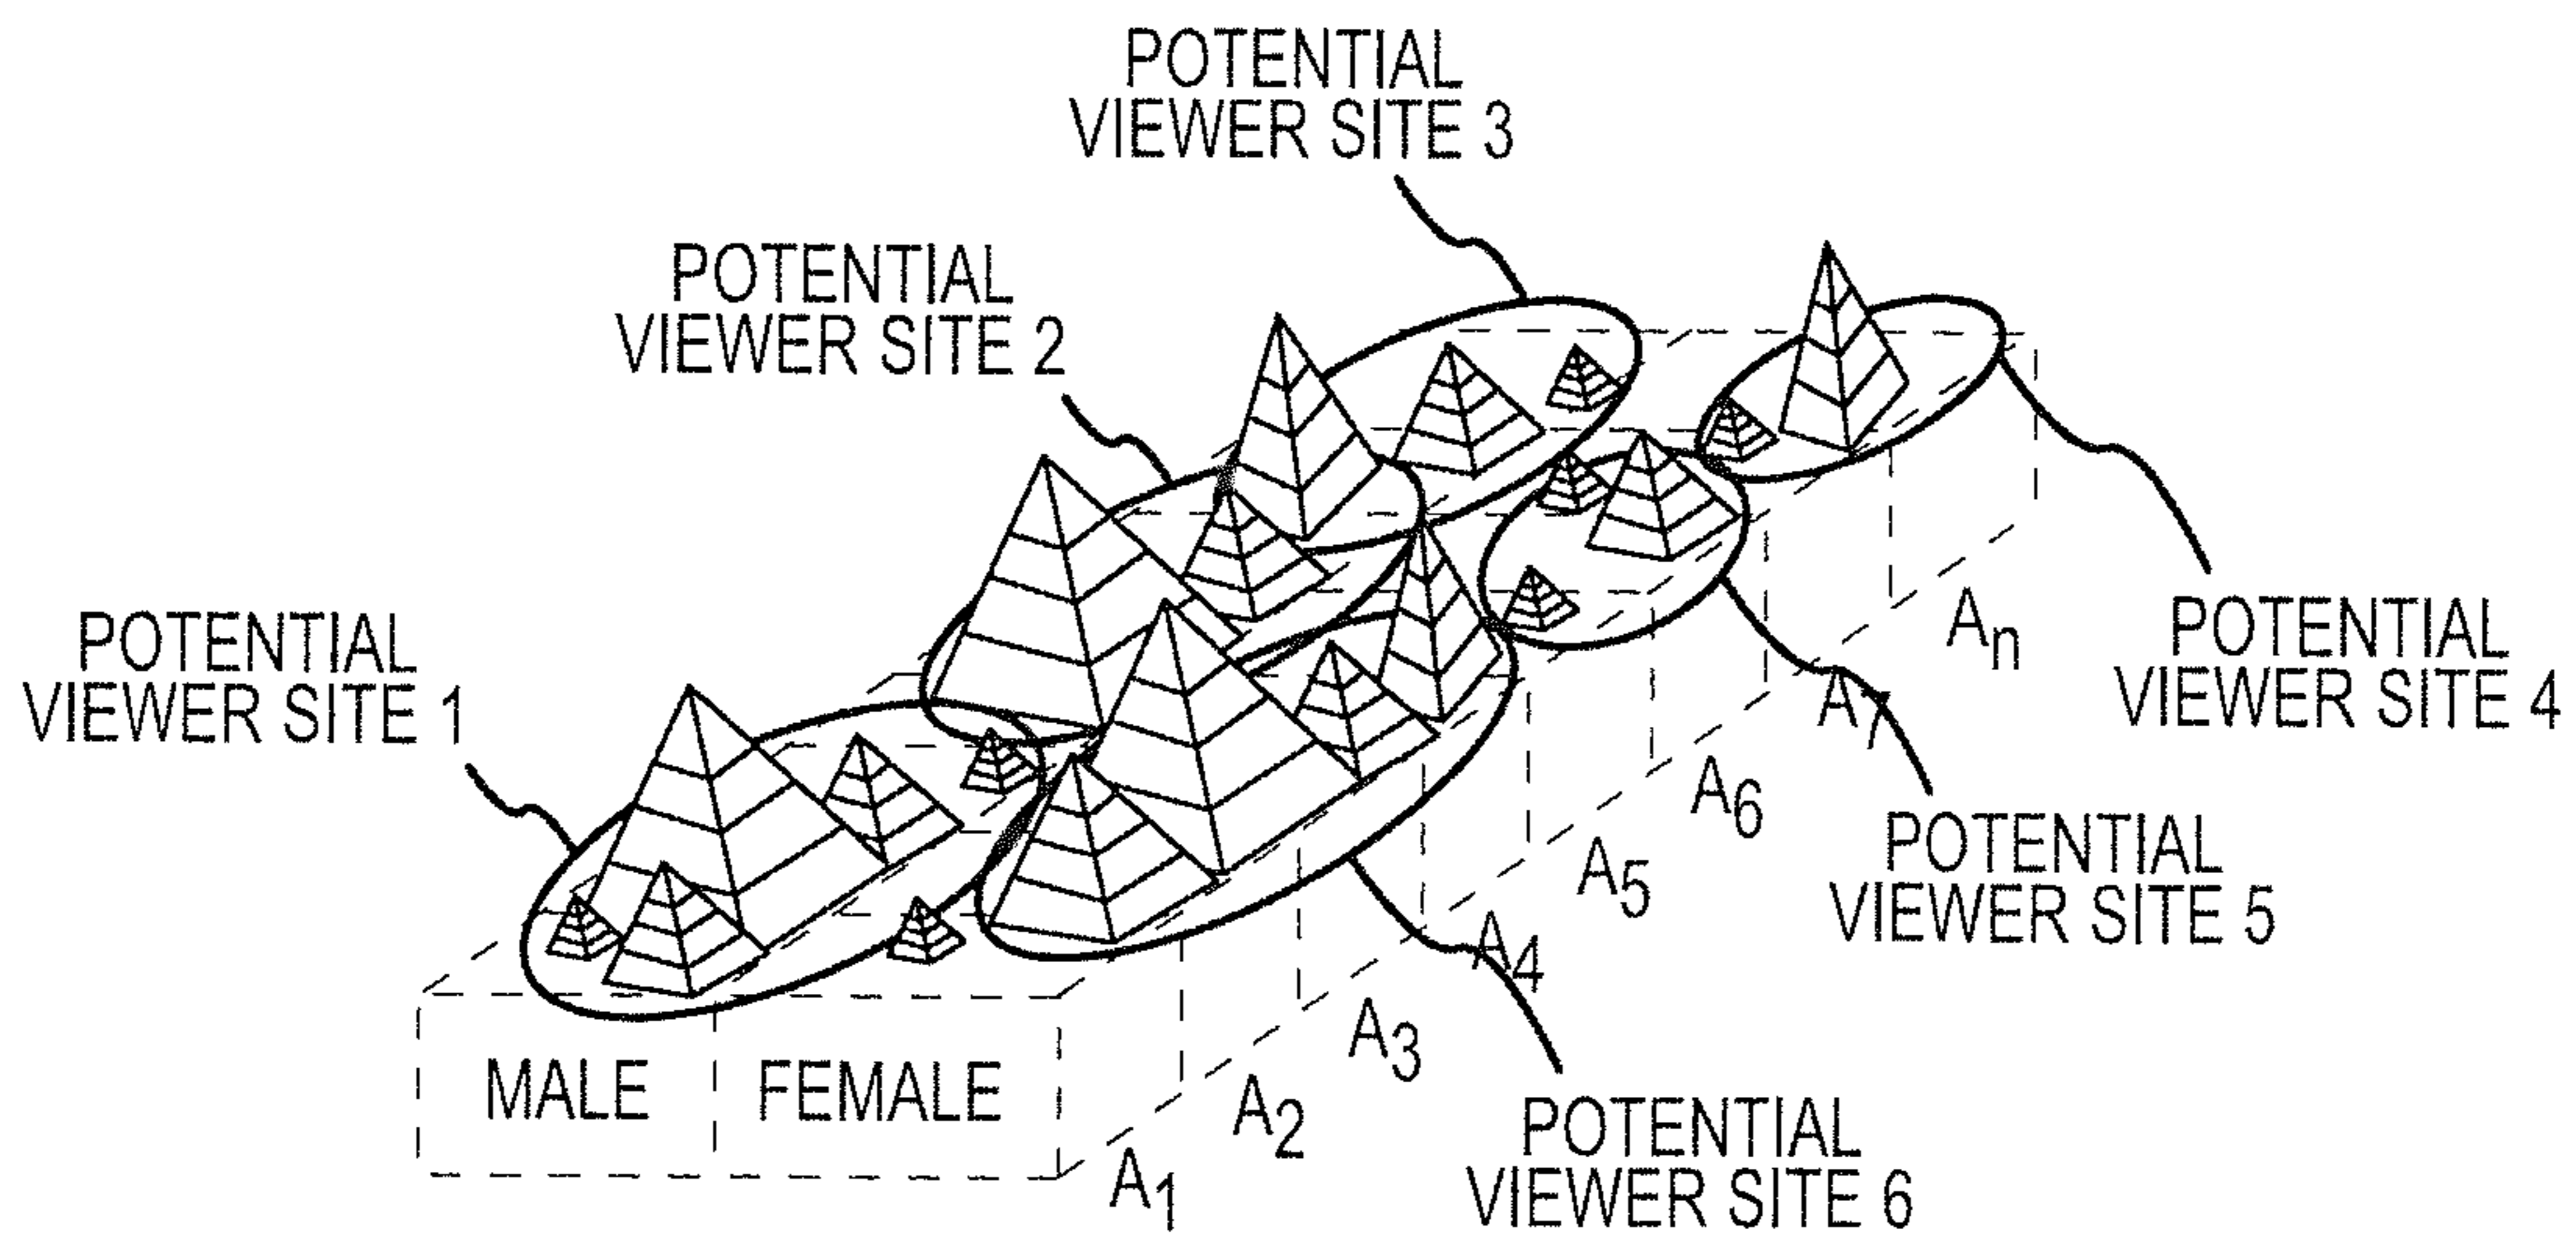 POTENTIAL
VIEWER SITE 3
POTENTIAL
VIEWER SITE 2
POTENTIAL
VIEWER SITE 1
POTENTIAL
VIEWER SITE 4
An
A7
A6
A5
A4
A3
A2
A1
POTENTIAL
VIEWER SITE 5
MALE
FEMALE
POTENTIAL
VIEWER SITE 6